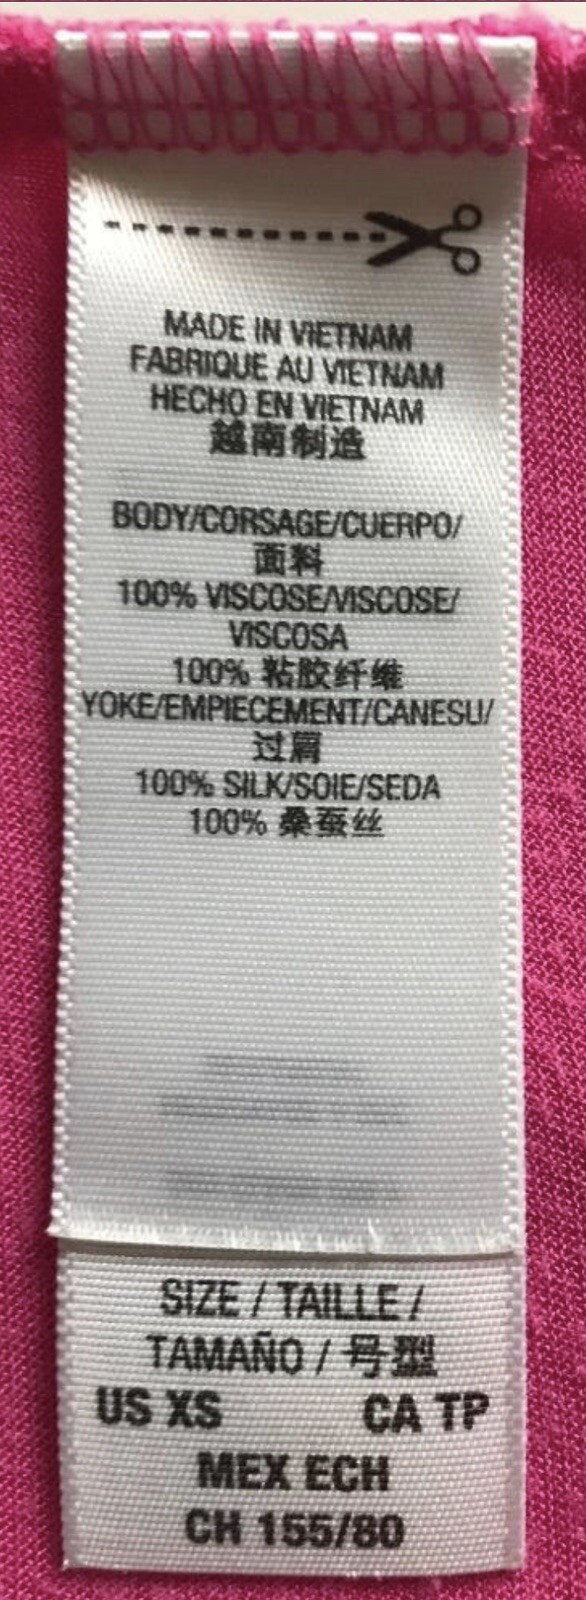 MADE IN VIETNAM
FABRIQUE AU VIETNAM
HECHO EN VIETNAM
越南制造
BODY/CORSAGE/CUERPO/
面料
100% VISCOSE/VISCOSE/
VISCOSA
100% 粘胶纤维
YOKE/EMPIECEMENT/CANESU/
过肩
100% SILK/SOIE/SEDA
100% 桑蚕丝
SIZE / TAILLE /
TAMAÑO / 号型
US XS CA TP
MEX ECH
CH 155/80